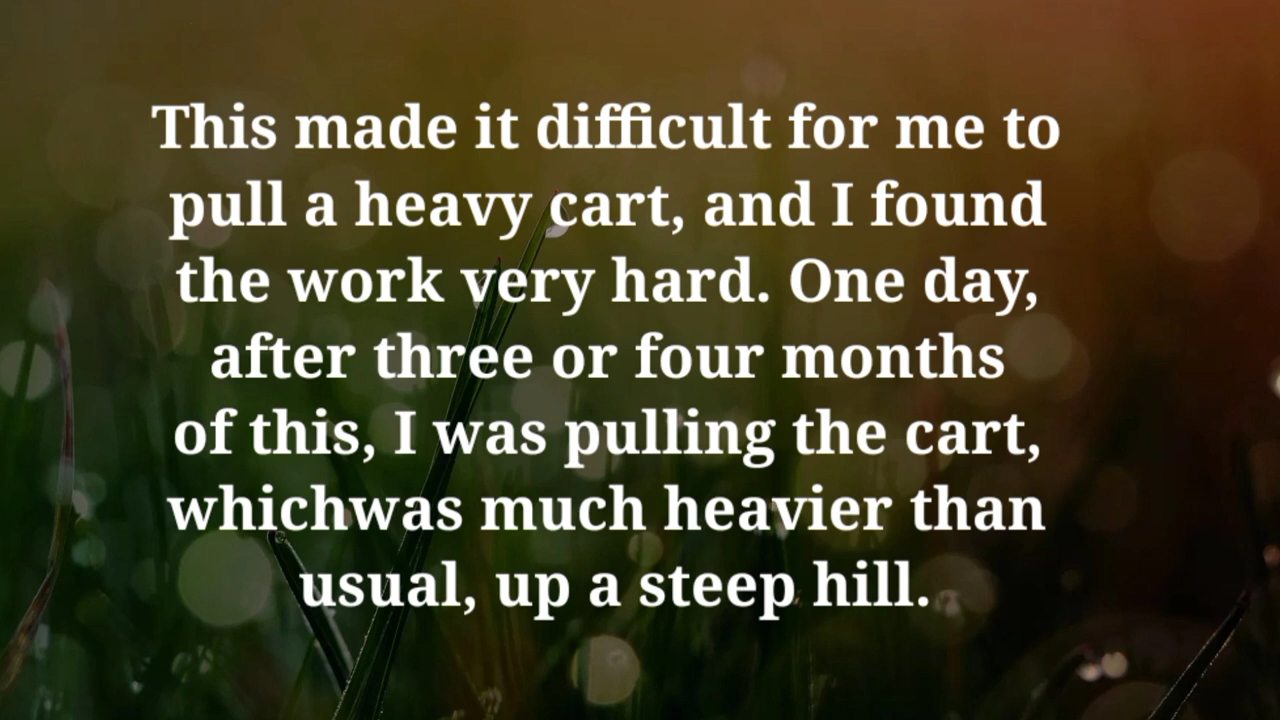 This made it difficult for me to
pull a heavy cart, and I found
the work very hard. One day,
after three or four months
of this, I was pulling the cart,
whichwas much heavier than
usual, up a steep hill.